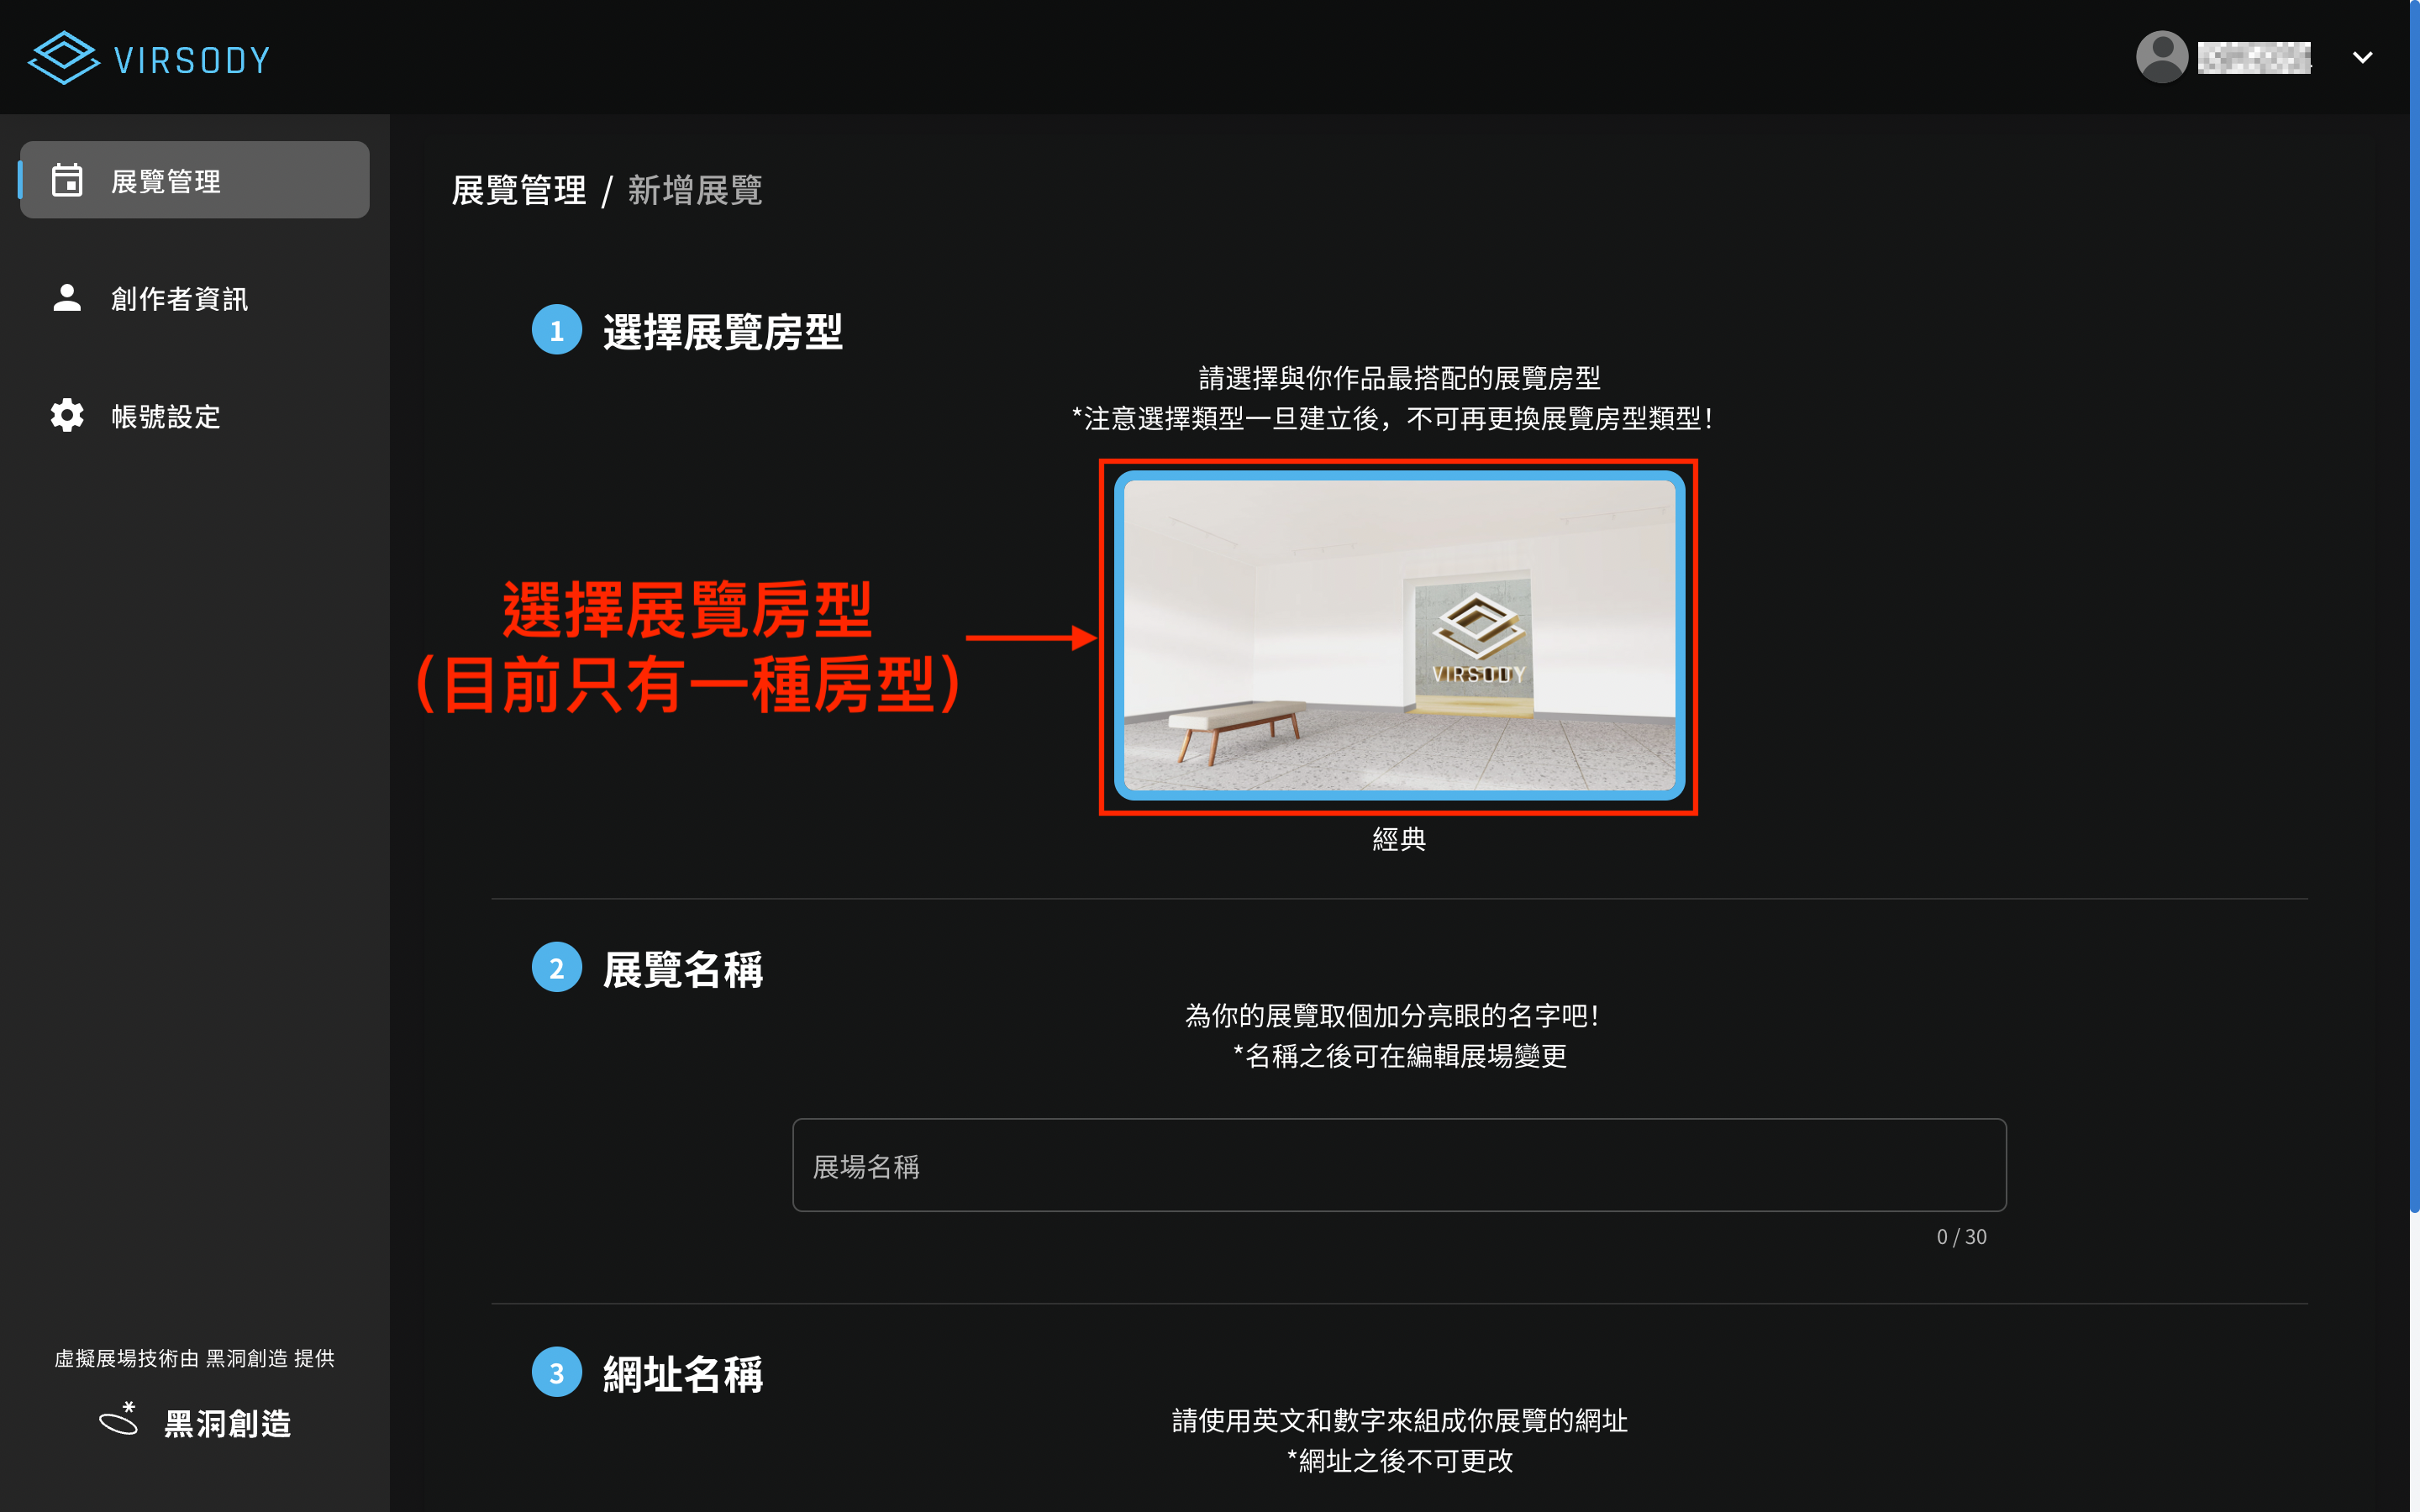 VIRSODY
展覽管理
創作者資訊
帳號設定
展覽管理 / 新增展覽
1 選擇展覽房型
請選擇與你作品最搭配的展覽房型
*注意選擇類型一旦建立後，不可再更換展覽房型類型！
選擇展覽房型
(目前只有一種房型)
VIRSODY
經典
2 展覽名稱
為你的展覽取個加分亮眼的名字吧！
*名稱之後可在編輯展場變更
展場名稱
0 / 30
3 網址名稱
請使用英文和數字來組成你展覽的網址
*網址之後不可更改
虛擬展場技術由 黑洞創造 提供
黑洞創造